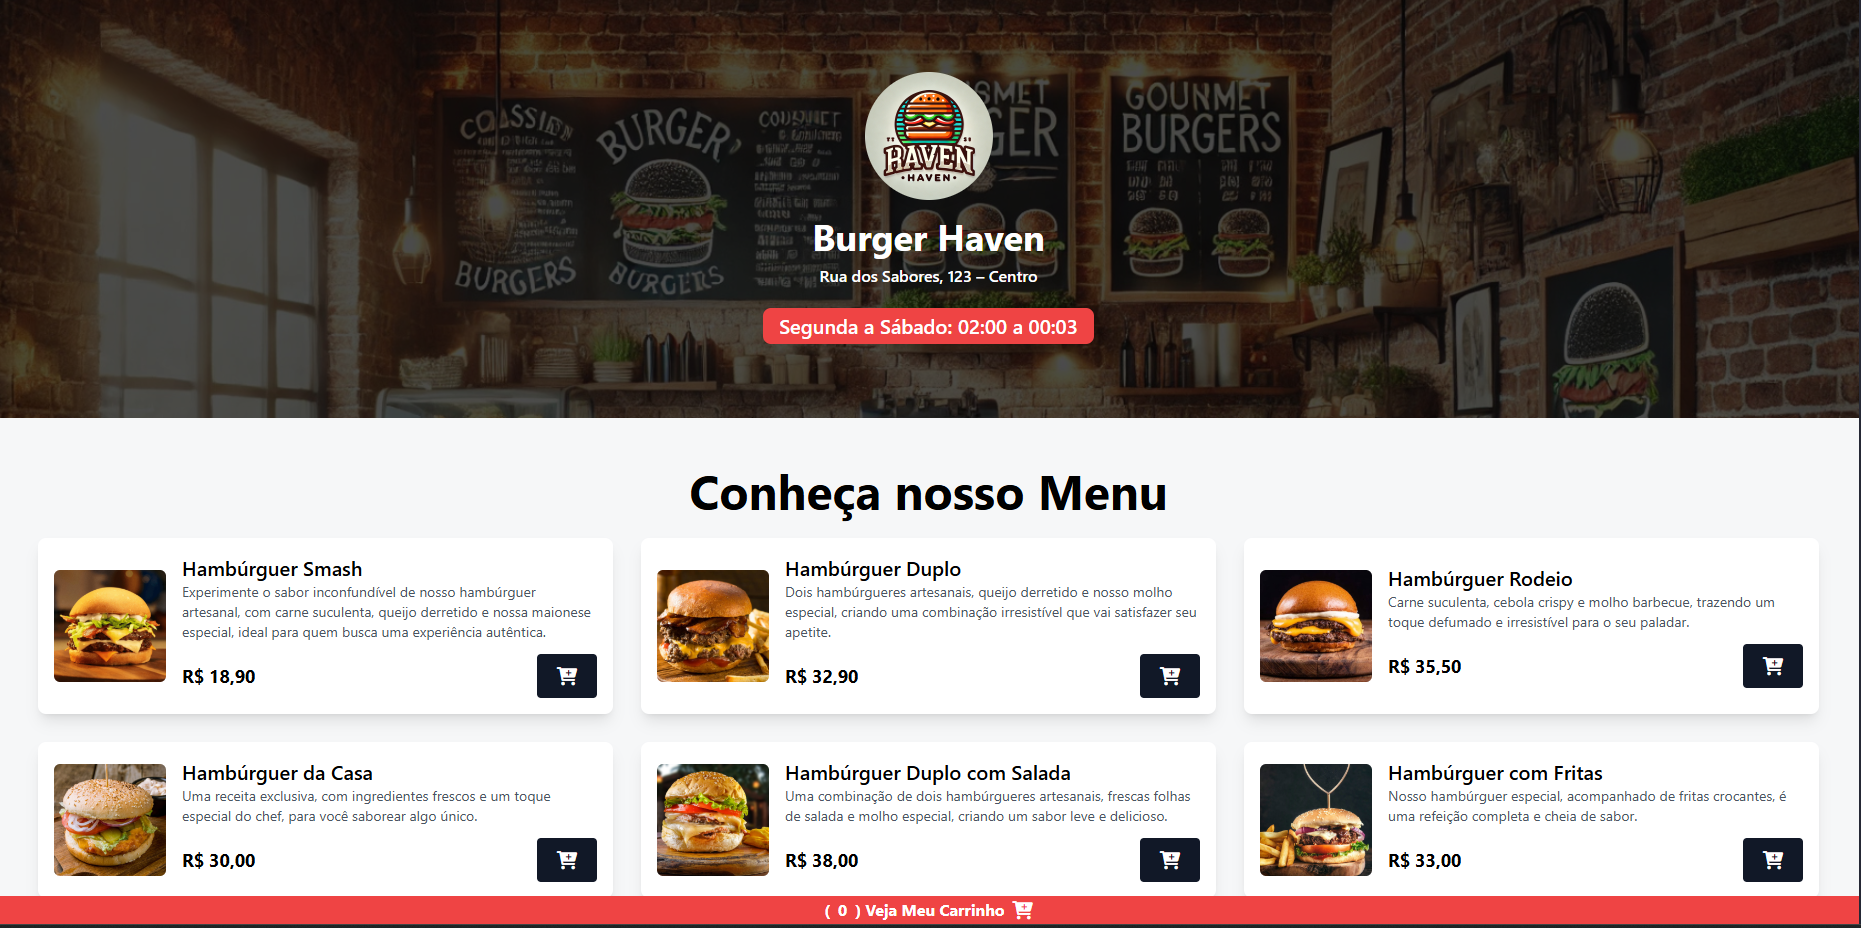 BURGER
GOURMET
BURGERS
BURGERS
BURGERS
HAVEN
·HAVEN·
Burger Haven
Rua dos Sabores, 123 – Centro
Segunda a Sábado: 02:00 a 00:03
Conheça nosso Menu
Hambúrguer Smash
Experimente o sabor inconfundível de nosso hambúrguer
artesanal, com carne suculenta, queijo derretido e nossa maionese
especial, ideal para quem busca uma experiência autêntica.
R$ 18,90
Hambúrguer Duplo
Dois hambúrgueres artesanais, queijo derretido e nosso molho
especial, criando uma combinação irresistível que vai satisfazer seu
apetite.
R$ 32,90
Hambúrguer Rodeio
Carne suculenta, cebola crispy e molho barbecue, trazendo um
toque defumado e irresistível para o seu paladar.
R$ 35,50
Hambúrguer da Casa
Uma receita exclusiva, com ingredientes frescos e um toque
especial do chef, para você saborear algo único.
R$ 30,00
Hambúrguer Duplo com Salada
Uma combinação de dois hambúrgueres artesanais, frescas folhas
de salada e molho especial, criando um sabor leve e delicioso.
R$ 38,00
Hambúrguer com Fritas
Nosso hambúrguer especial, acompanhado de fritas crocantes, é
uma refeição completa e cheia de sabor.
R$ 33,00
( 0 ) Veja Meu Carrinho